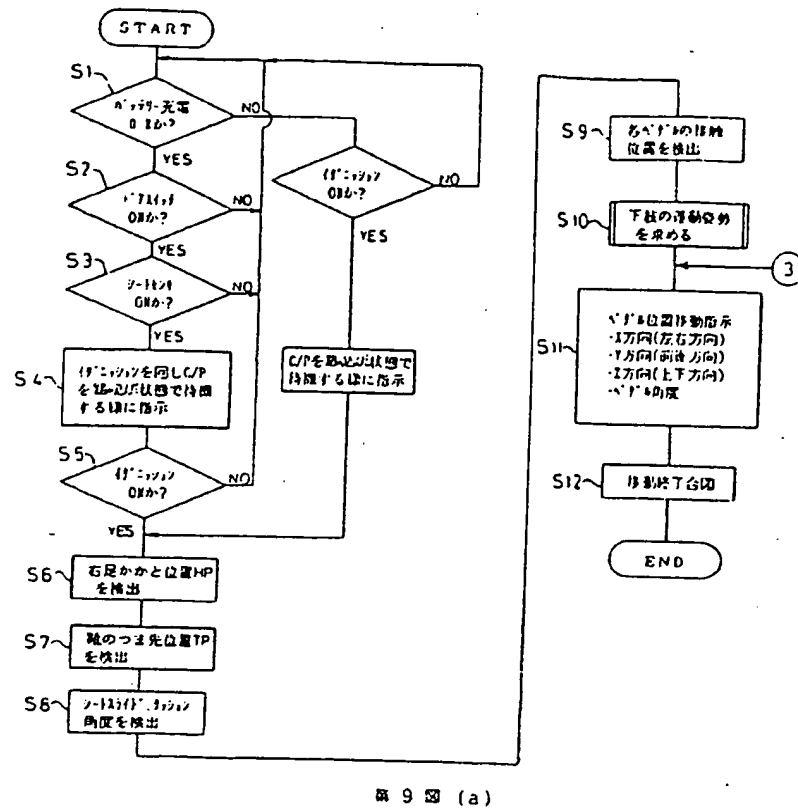 START
S1
バッテリー充電
OKか?
NO
YES
S2
ドアスイッチ
ONか?
NO
YES
S3
シートセンサ
ONか?
NO
YES
S4
イグニッションを回しC/P
を踏み込んだ状態で待機
する様に指示
S5
イグニッション
ONか?
NO
YES
イグニッション
ONか?
NO
YES
C/Pを踏み込んだ状態で
待機する様に指示
S6
右足かかと位置HP
を検出
S7
靴のつま先位置TP
を検出
S8
シートスライド、クッション
角度を検出
S9
各ペダルの
位置を検出
S10
下肢の運動姿勢
を求める
3
S11
ペダル位置移動指示
・X方向(左右方向)
・Y方向(前後方向)
・Z方向(上下方向)
・ペダル角度
S12
移動終了合図
END
第9図 (a)